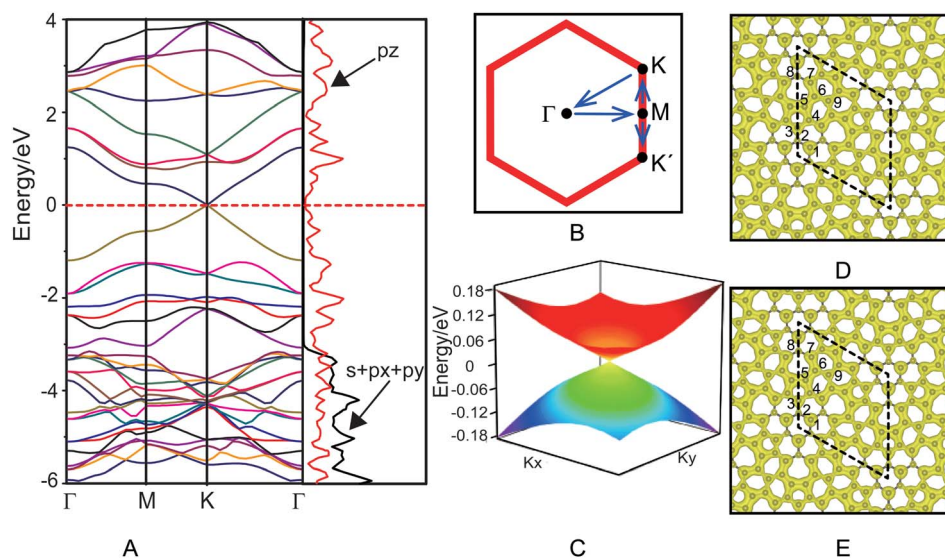 4
2
0
-2
-4
-6
Energy/eV
Γ
M
K
Γ
pz
s+px+py
A
K
Γ
M
K´
B
0.18
0.12
0.06
0
-0.06
-0.12
-0.18
Energy/eV
Kx
Ky
C
8 7
6
5 9
4
3 2
1
D
8 7
6
5 9
4
3 2
1
E